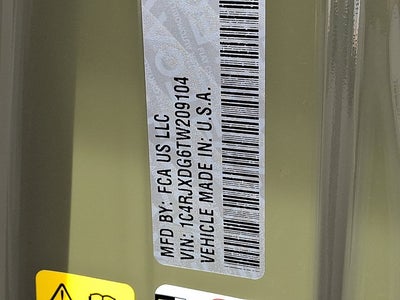 MFD BY: FCA US LLC
VIN: 1C4RJXDG6TW209104
VEHICLE MADE IN: U.S.A.